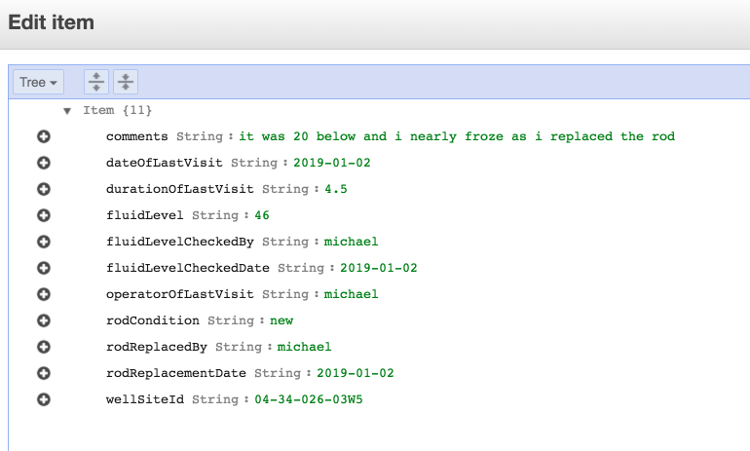 Edit item
Tree
Item {11}
comments String : it was 20 below and i nearly froze as i replaced the rod
dateOfLastVisit String : 2019-01-02
durationOfLastVisit String : 4.5
fluidLevel String : 46
fluidLevelCheckedBy String : michael
fluidLevelCheckedDate String : 2019-01-02
operatorOfLastVisit String : michael
rodCondition String : new
rodReplacedBy String : michael
rodReplacementDate String : 2019-01-02
wellSiteId String : 04-34-026-03W5